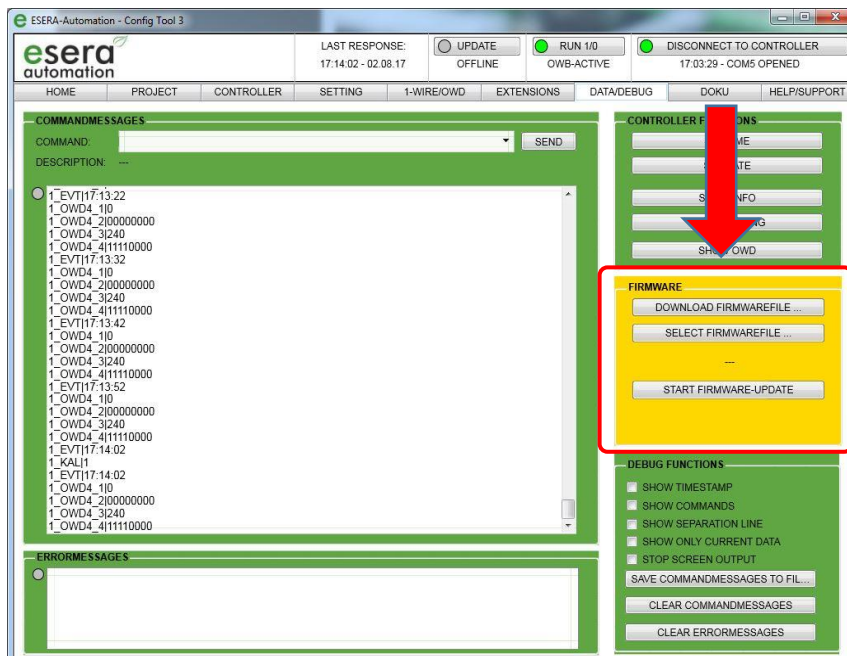 ESERA-Automation - Config Tool 3
esera
automation
LAST RESPONSE:
17:14:02 - 02.08.17
UPDATE
OFFLINE
RUN 1/0
OWB-ACTIVE
DISCONNECT TO CONTROLLER
17:03:29 - COM5 OPENED
HOME PROJECT CONTROLLER SETTING 1-WIRE/OWD EXTENSIONS DATA/DEBUG DOKU HELP/SUPPORT
COMMANDMESSAGES
COMMAND:
SEND
DESCRIPTION: ---
1_EVT|17:13:22
1_OWD4_1|0
1_OWD4_2|00000000
1_OWD4_3|240
1_OWD4_4|11110000
1_EVT|17:13:32
1_OWD4_1|0
1_OWD4_2|00000000
1_OWD4_3|240
1_OWD4_4|11110000
1_EVT|17:13:42
1_OWD4_1|0
1_OWD4_2|00000000
1_OWD4_3|240
1_OWD4_4|11110000
1_EVT|17:13:52
1_OWD4_1|0
1_OWD4_2|00000000
1_OWD4_3|240
1_OWD4_4|11110000
1_EVT|17:14:02
1_KAL|1
1_EVT|17:14:02
1_OWD4_1|0
1_OWD4_2|00000000
1_OWD4_3|240
1_OWD4_4|11110000
ERRORMESSAGES
CONTROLLER FUNCTIONS
OWD
FIRMWARE
DOWNLOAD FIRMWAREFILE ...
SELECT FIRMWAREFILE ...
---
START FIRMWARE-UPDATE
DEBUG FUNCTIONS
SHOW TIMESTAMP
SHOW COMMANDS
SHOW SEPARATION LINE
SHOW ONLY CURRENT DATA
STOP SCREEN OUTPUT
SAVE COMMANDMESSAGES TO FIL...
CLEAR COMMANDMESSAGES
CLEAR ERRORMESSAGES